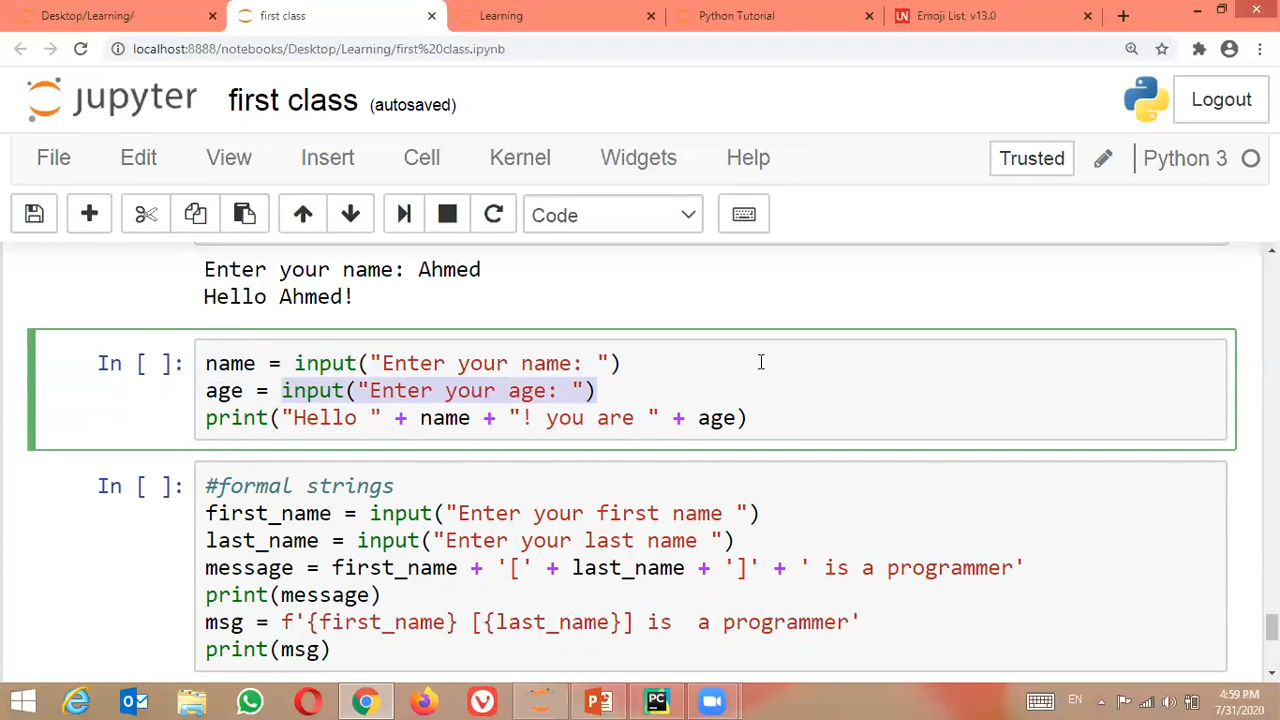 Desktop/Learning/ × first class × Learning × Python Tutorial × UN Emoji List, v13.0 × +
localhost:8888/notebooks/Desktop/Learning/first%20class.ipynb
jupyter first class (autosaved) Logout
File Edit View Insert Cell Kernel Widgets Help Trusted Python 3
Code
Enter your name: Ahmed
Hello Ahmed!
In [ ]: name = input("Enter your name: ")
age = input("Enter your age: ")
print("Hello " + name + "! you are " + age)
In [ ]: #formal strings
first_name = input("Enter your first name ")
last_name = input("Enter your last name ")
message = first_name + '[' + last_name + ']' + ' is a programmer'
print(message)
msg = f'{first_name} [{last_name}] is  a programmer'
print(msg)
PC EN 4:59 PM
7/31/2020